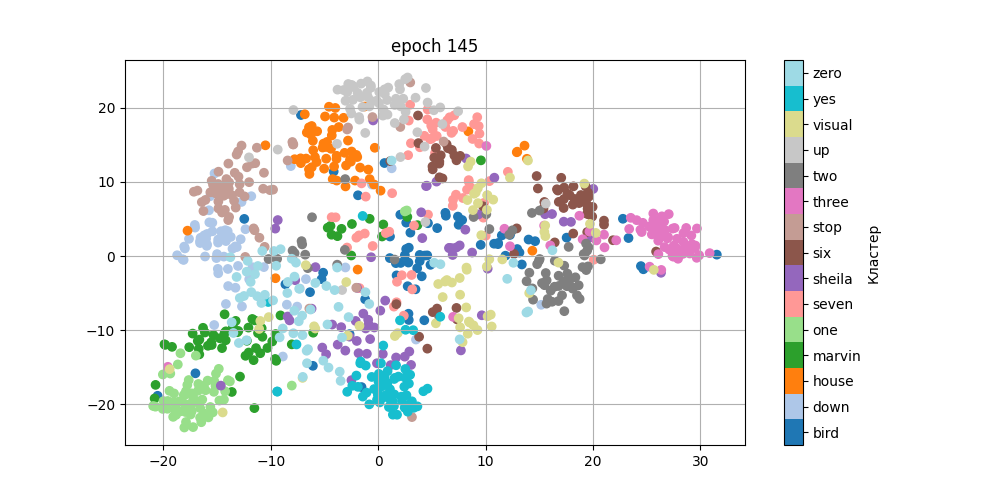 epoch 145
20
10
0
−10
−20
−20
−10
0
10
20
30
zero
yes
visual
up
two
three
stop
six
sheila
seven
one
marvin
house
down
bird
Кластер